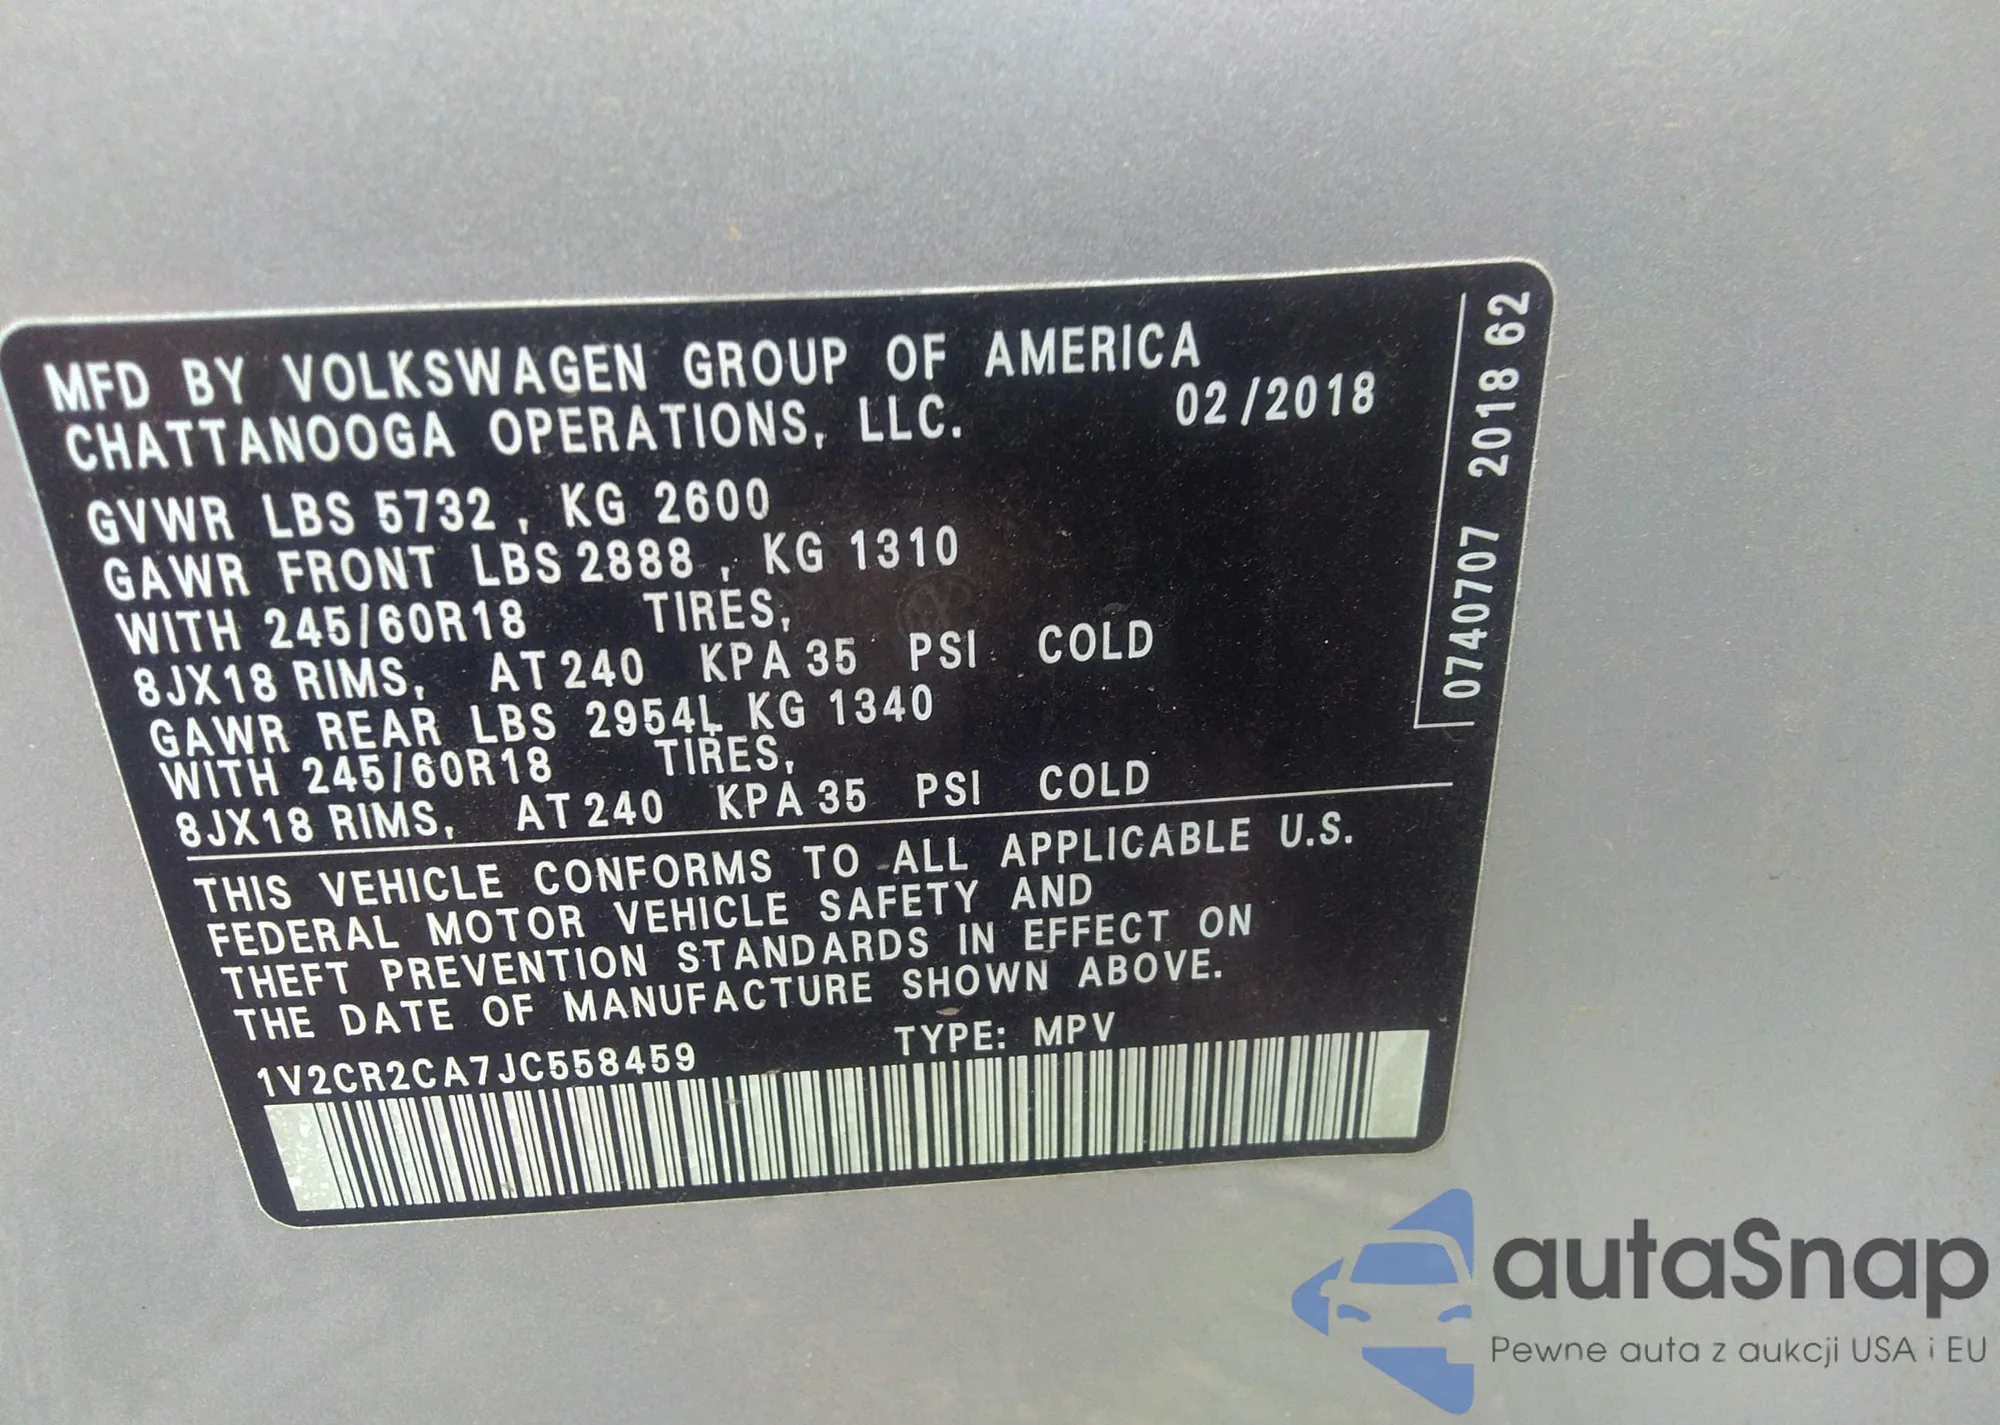 MFD BY VOLKSWAGEN GROUP OF AMERICA
CHATTANOOGA OPERATIONS, LLC. 02/2018
GVWR LBS 5732 , KG 2600
GAWR FRONT LBS 2888 , KG 1310
WITH 245/60R18 TIRES,
8JX18 RIMS, AT 240 KPA 35 PSI COLD
GAWR REAR LBS 2954L KG 1340
WITH 245/60R18 TIRES,
8JX18 RIMS, AT 240 KPA 35 PSI COLD
THIS VEHICLE CONFORMS TO ALL APPLICABLE U.S.
FEDERAL MOTOR VEHICLE SAFETY AND
THEFT PREVENTION STANDARDS IN EFFECT ON
THE DATE OF MANUFACTURE SHOWN ABOVE.
1V2CR2CA7JC558459 TYPE: MPV
0740707 2018 62
autaSnap
Pewne auta z aukcji USA i EU